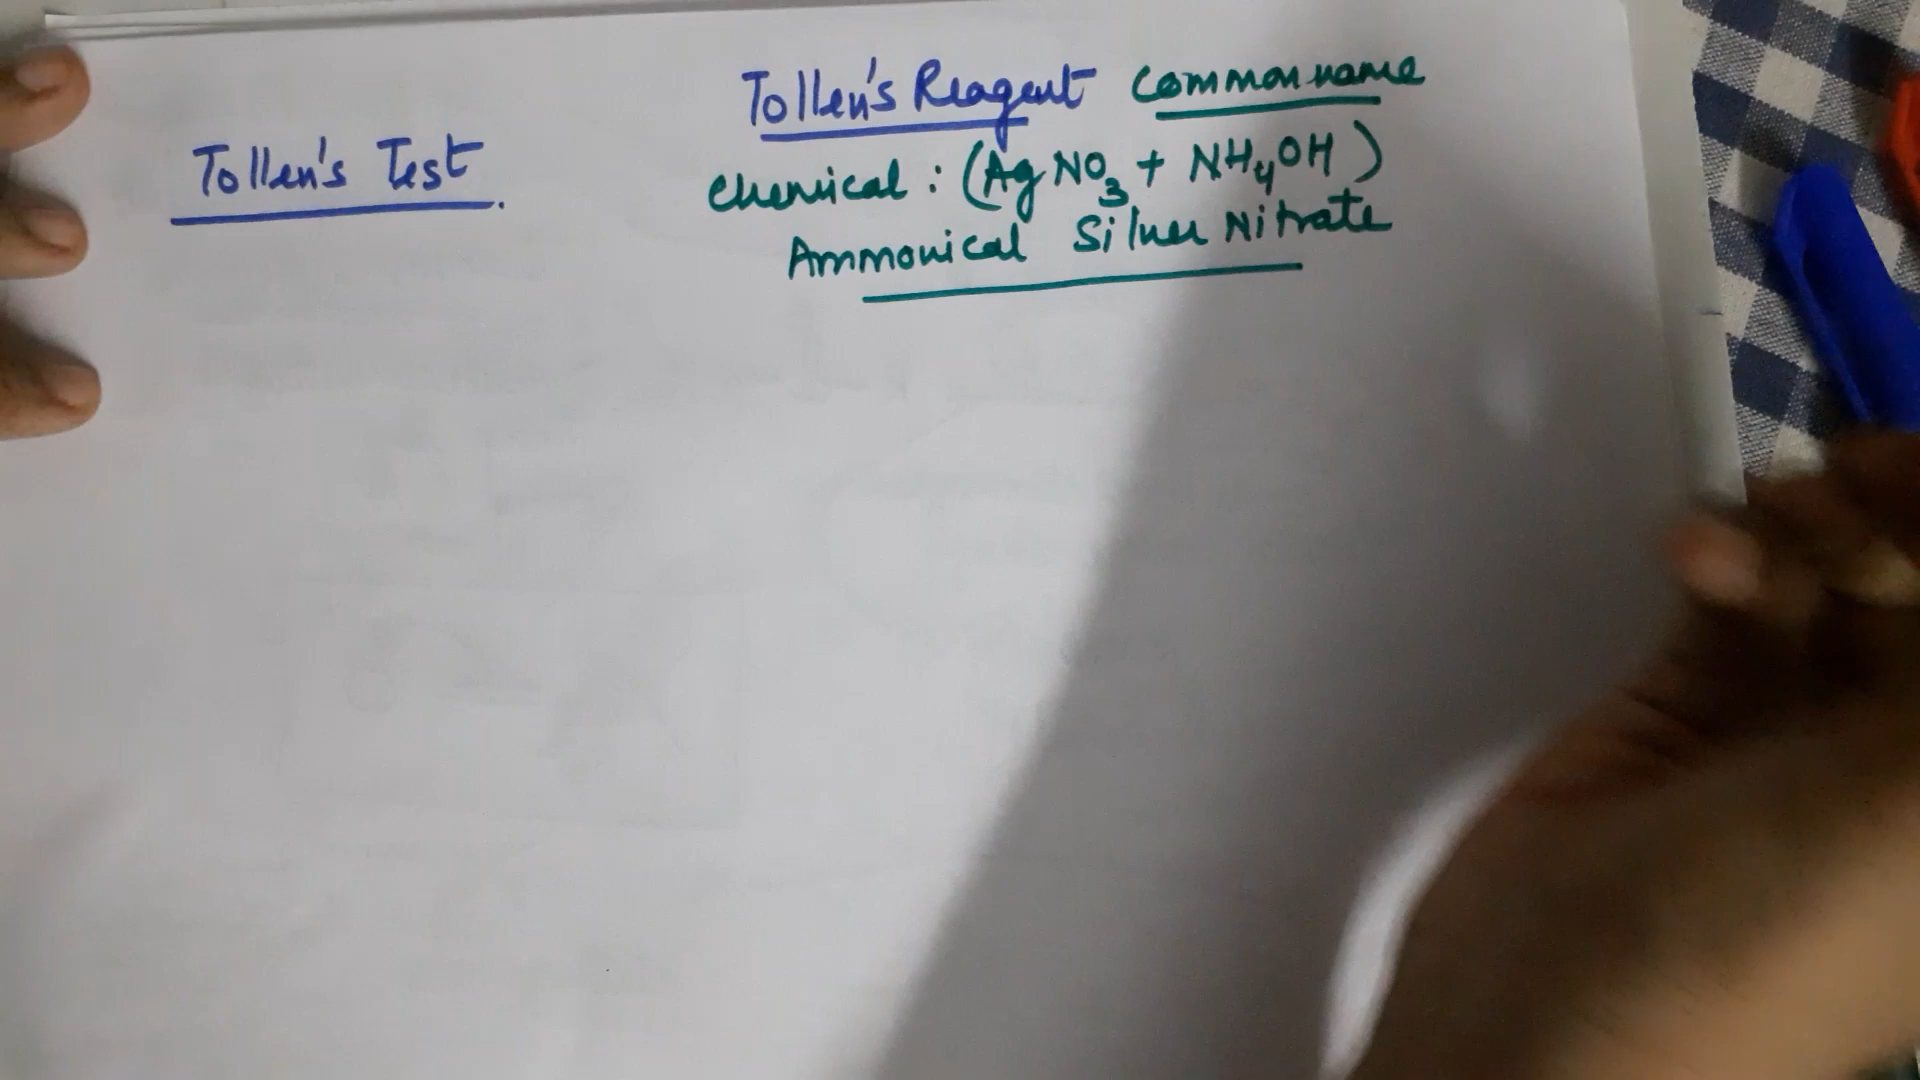 Tollen's Reagent Common name
Tollen's Test.
Chemical : (AgNO₃ + NH₄OH)
Ammonical Silver Nitrate